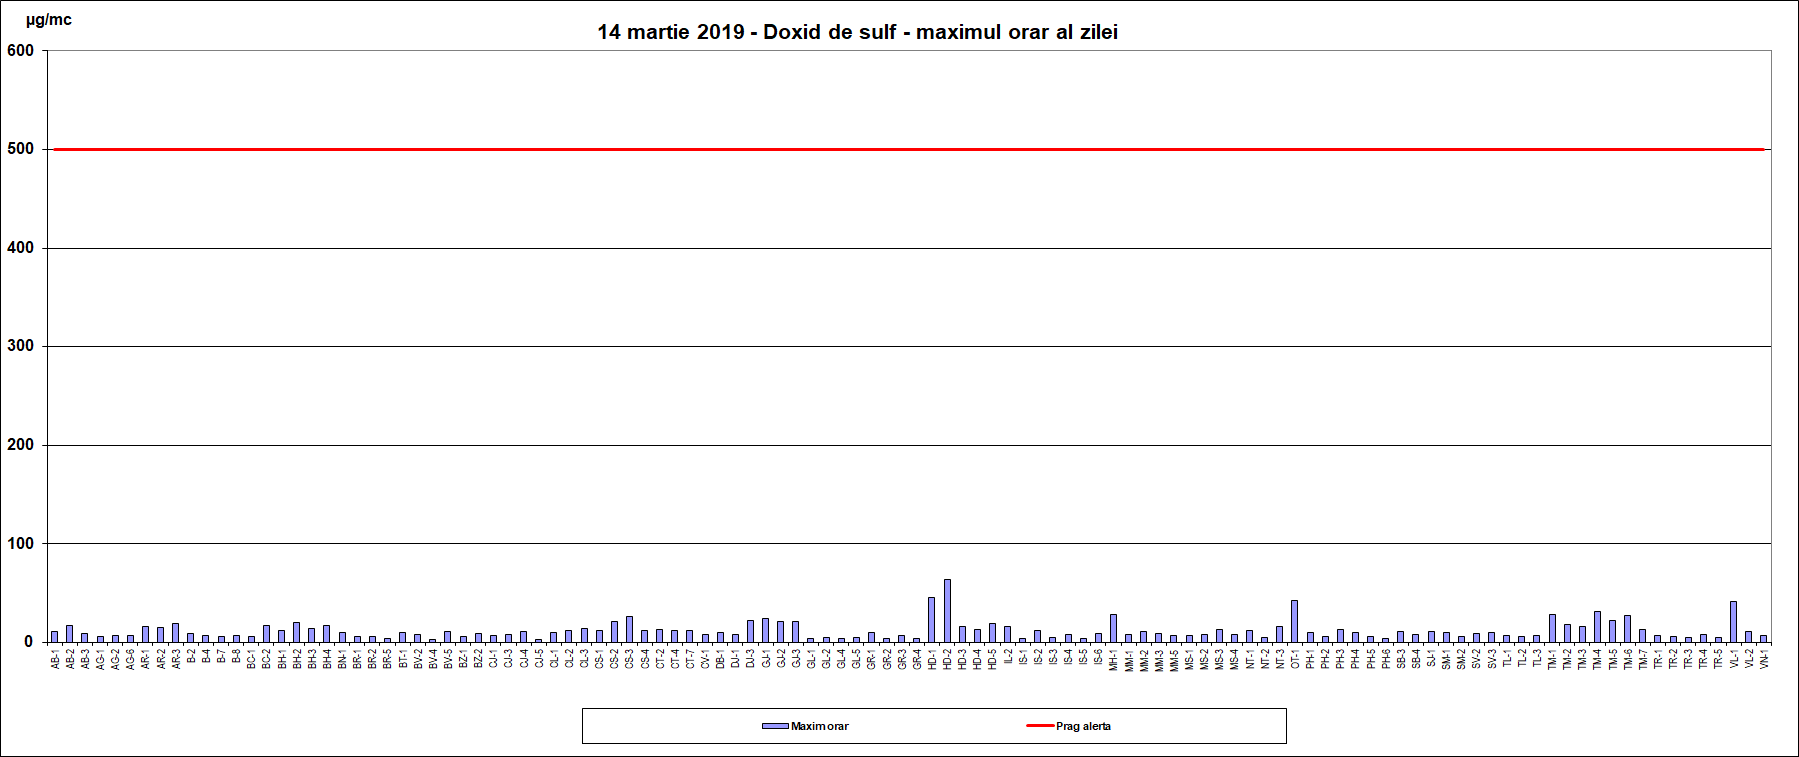 µg/mc
14 martie 2019 - Doxid de sulf - maximul orar al zilei
600
500
400
300
200
100
0
AB-1 AB-2 AB-3 AG-1 AG-2 AG-6 AR-1 AR-2 AR-3 B-2 B-4 B-7 B-8 BC-1 BC-2 BH-1 BH-2 BH-3 BH-4 BN-1 BR-1 BR-2 BR-5 BT-1 BV-2 BV-4 BV-5 BZ-1 BZ-2 CJ-1 CJ-3 CJ-4 CJ-5 CL-1 CL-2 CL-3 CS-1 CS-2 CS-3 CS-4 CT-2 CT-4 CT-7 CV-1 DB-1 DJ-1 DJ-3 GJ-1 GJ-2 GJ-3 GL-1 GL-2 GL-4 GL-5 GR-1 GR-2 GR-3 GR-4 HD-1 HD-2 HD-3 HD-4 HD-5 IL-2 IS-1 IS-2 IS-3 IS-4 IS-5 IS-6 MH-1 MM-1 MM-2 MM-3 MM-5 MS-1 MS-2 MS-3 MS-4 NT-1 NT-2 NT-3 OT-1 PH-1 PH-2 PH-3 PH-4 PH-5 PH-6 SB-3 SB-4 SJ-1 SM-1 SM-2 SV-2 SV-3 TL-1 TL-2 TL-3 TM-1 TM-2 TM-3 TM-4 TM-5 TM-6 TM-7 TR-1 TR-2 TR-3 TR-4 TR-5 VL-1 VL-2 VN-1
Maxim orar Prag alerta